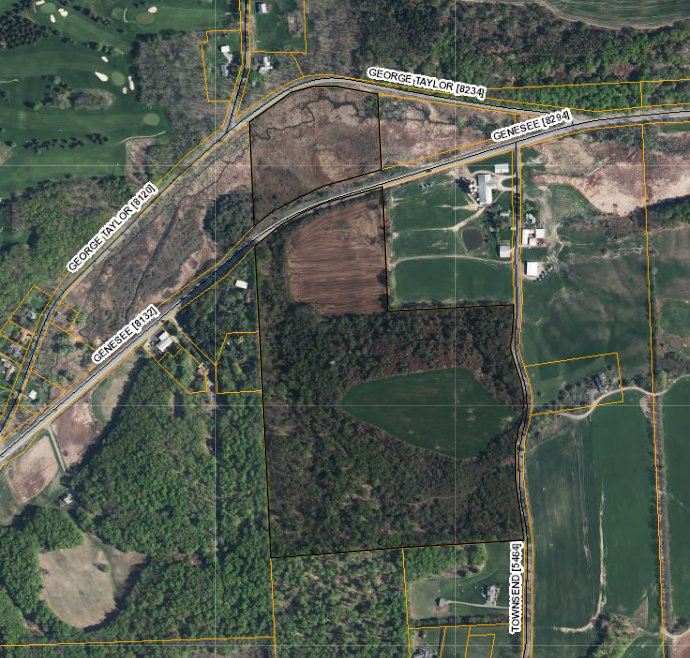 GEORGE TAYLOR [8234]
GENESEE [8294]
GEORGE TAYLOR [8120]
GENESEE [8132]
TOWNSEND [5464]